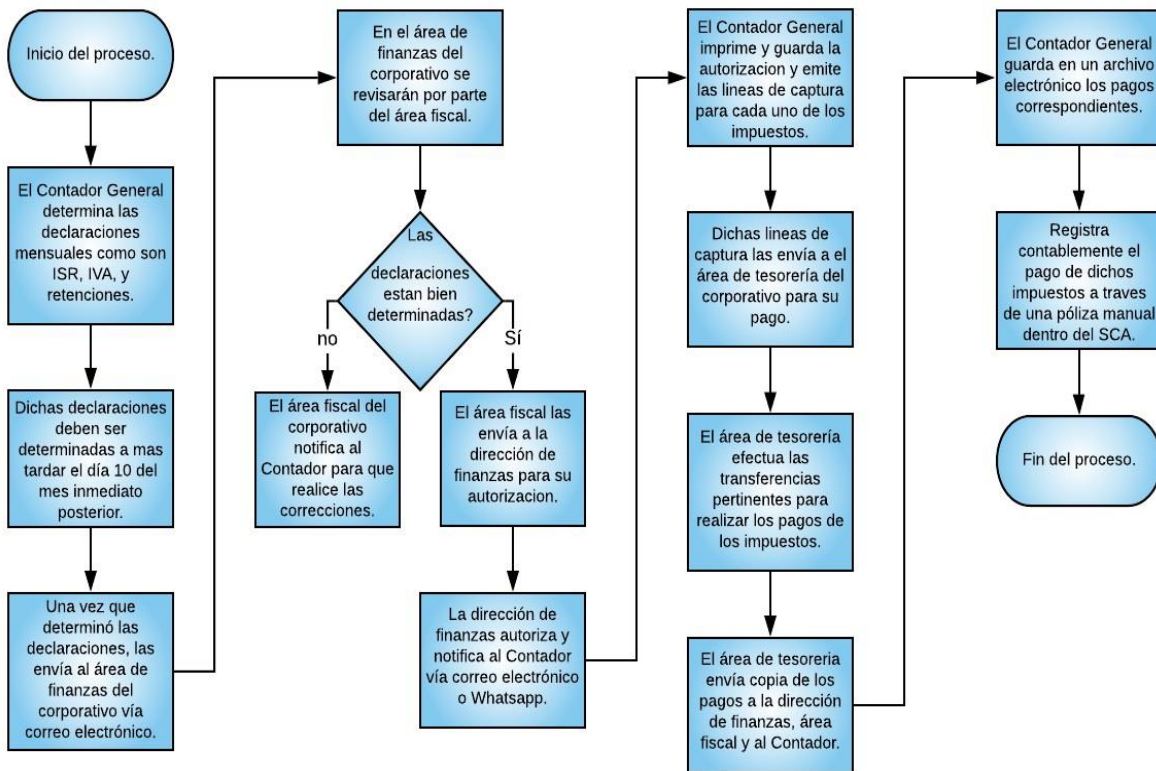 Inicio del proceso.
El Contador General
determina las
declaraciones
mensuales como son
ISR, IVA, y
retenciones.
Dichas declaraciones
deben ser
determinadas a mas
tardar el día 10 del
mes inmediato
posterior.
Una vez que
determinó las
declaraciones, las
envía al área de
finanzas del
corporativo vía
correo electrónico.
En el área de
finanzas del
corporativo se
revisarán por parte
del área fiscal.
Las
declaraciones
estan bien
determinadas?
no
Sí
El área fiscal del
corporativo
notifica al
Contador para que
realice las
correcciones.
El área fiscal las
envía a la
dirección de
finanzas para su
autorizacion.
La dirección de
finanzas autoriza y
notifica al Contador
vía correo electrónico
o Whatsapp.
El Contador General
imprime y guarda la
autorizacion y emite
las lineas de captura
para cada uno de los
impuestos.
Dichas lineas de
captura las envía a el
área de tesorería del
corporativo para su
pago.
El área de tesorería
efectua las
transferencias
pertinentes para
realizar los pagos de
los impuestos.
El área de tesoreria
envía copia de los
pagos a la dirección
de finanzas, área
fiscal y al Contador.
El Contador General
guarda en un archivo
electrónico los pagos
correspondientes.
Registra
contablemente el
pago de dichos
impuestos a traves
de una póliza manual
dentro del SCA.
Fin del proceso.